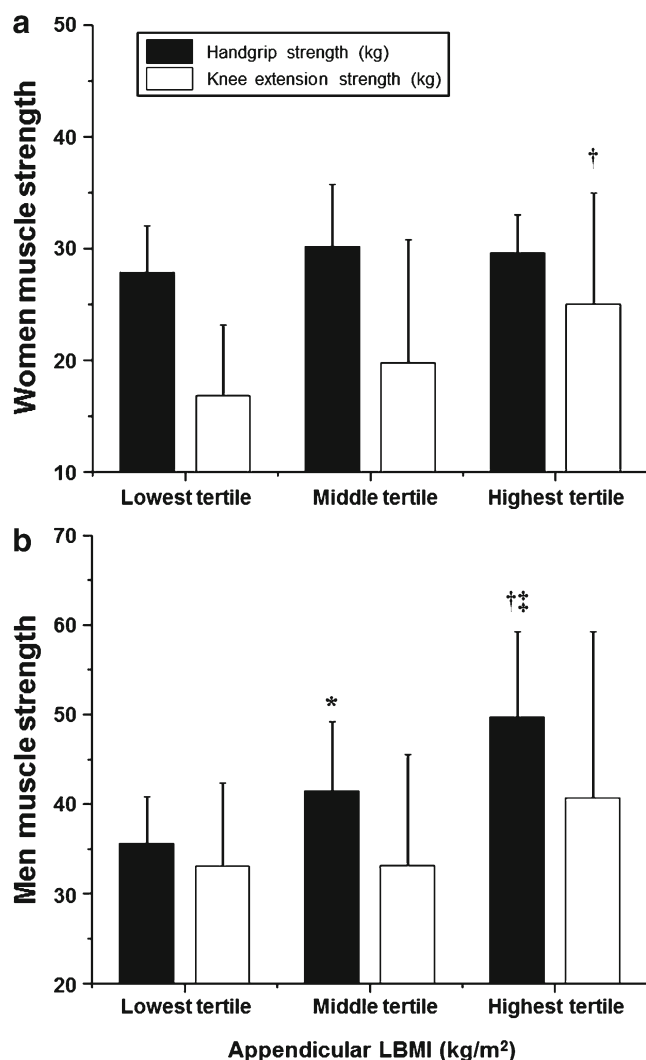 a
50
40
30
20
10
Women muscle strength
Handgrip strength (kg)
Knee extension strength (kg)
†
Lowest tertile Middle tertile Highest tertile
b
70
60
50
40
30
20
Men muscle strength
*
†‡
Lowest tertile Middle tertile Highest tertile
Appendicular LBMI (kg/m²)